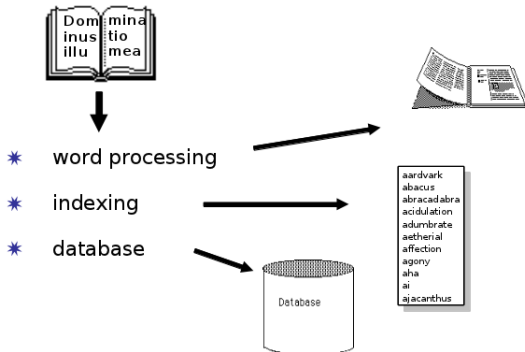 Dom mina
inus tio
illu mea
word processing
indexing
database
aardvark
abacus
abracadabra
acidulation
adumbrate
aetherial
affection
agony
aha
ai
ajacanthus
Database